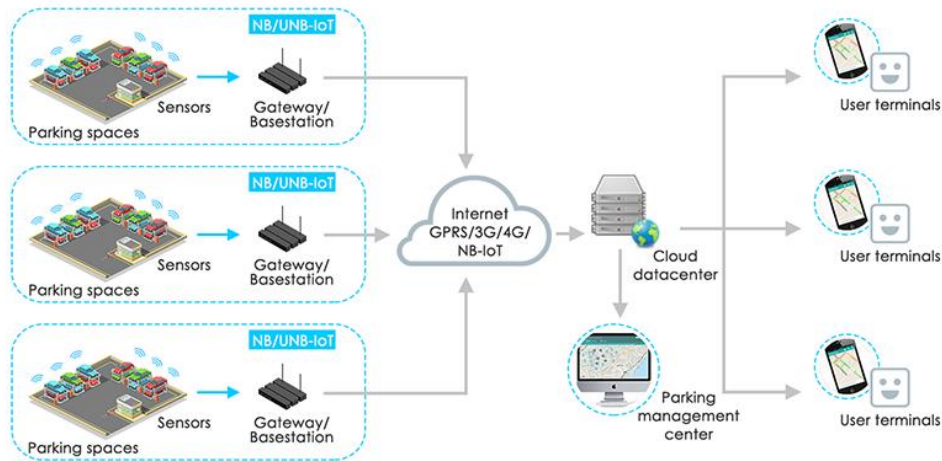 NB/UNB-IoT
Sensors
Gateway/
Basestation
Parking spaces
NB/UNB-IoT
Sensors
Gateway/
Basestation
Parking spaces
NB/UNB-IoT
Sensors
Gateway/
Basestation
Parking spaces
Internet
GPRS/3G/4G/
NB-IoT
Cloud
datacenter
Parking
management
center
User terminals
User terminals
User terminals